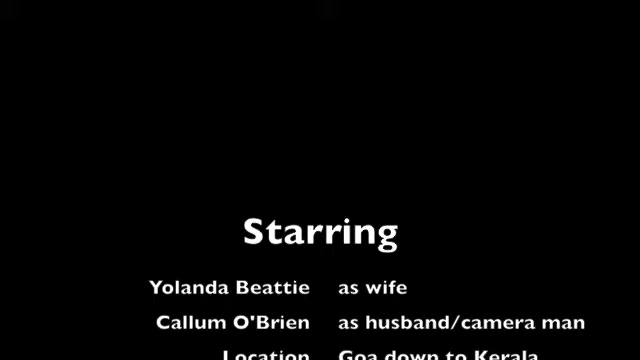 Starring
Yolanda Beattie as wife
Callum O'Brien as husband/camera man
Location Goa down to Kerala